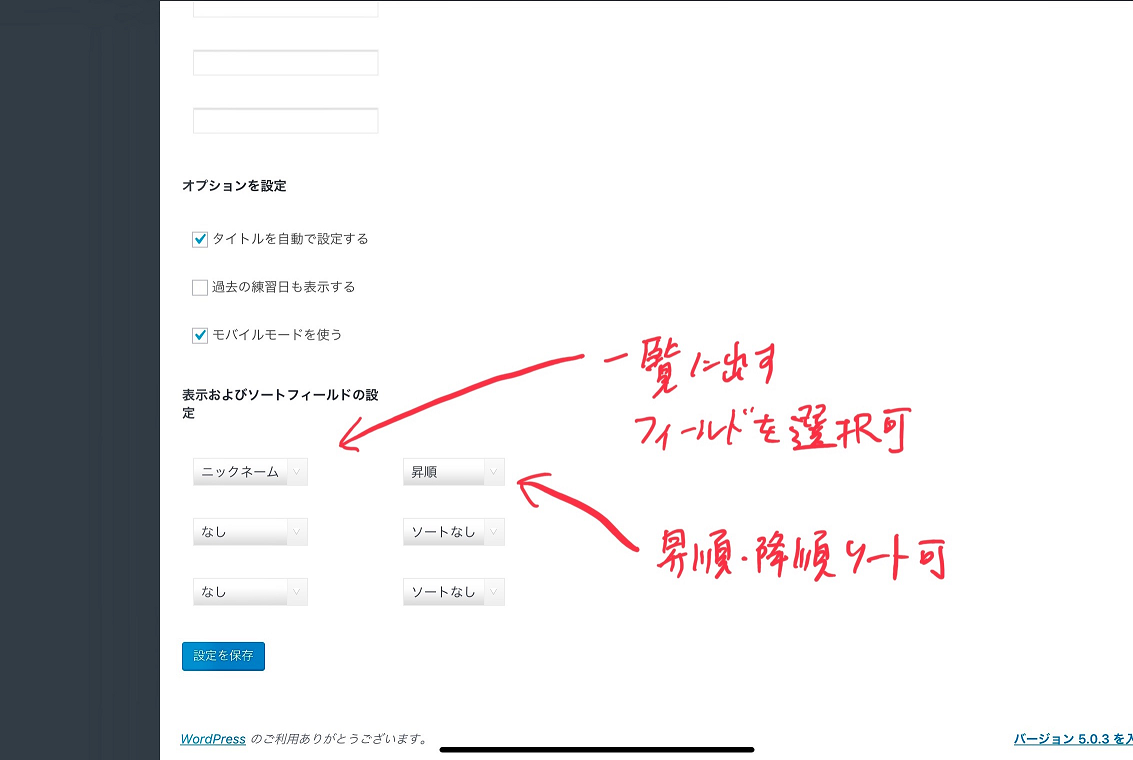 オプションを設定
タイトルを自動で設定する
過去の練習日も表示する
モバイルモードを使う
一覧に出す
フィールドを選択可
表示およびソートフィールドの設
定
ニックネーム 昇順
昇順・降順ソート可
なし ソートなし
なし ソートなし
設定を保存
WordPress のご利用ありがとうございます。
バージョン 5.0.3 を入